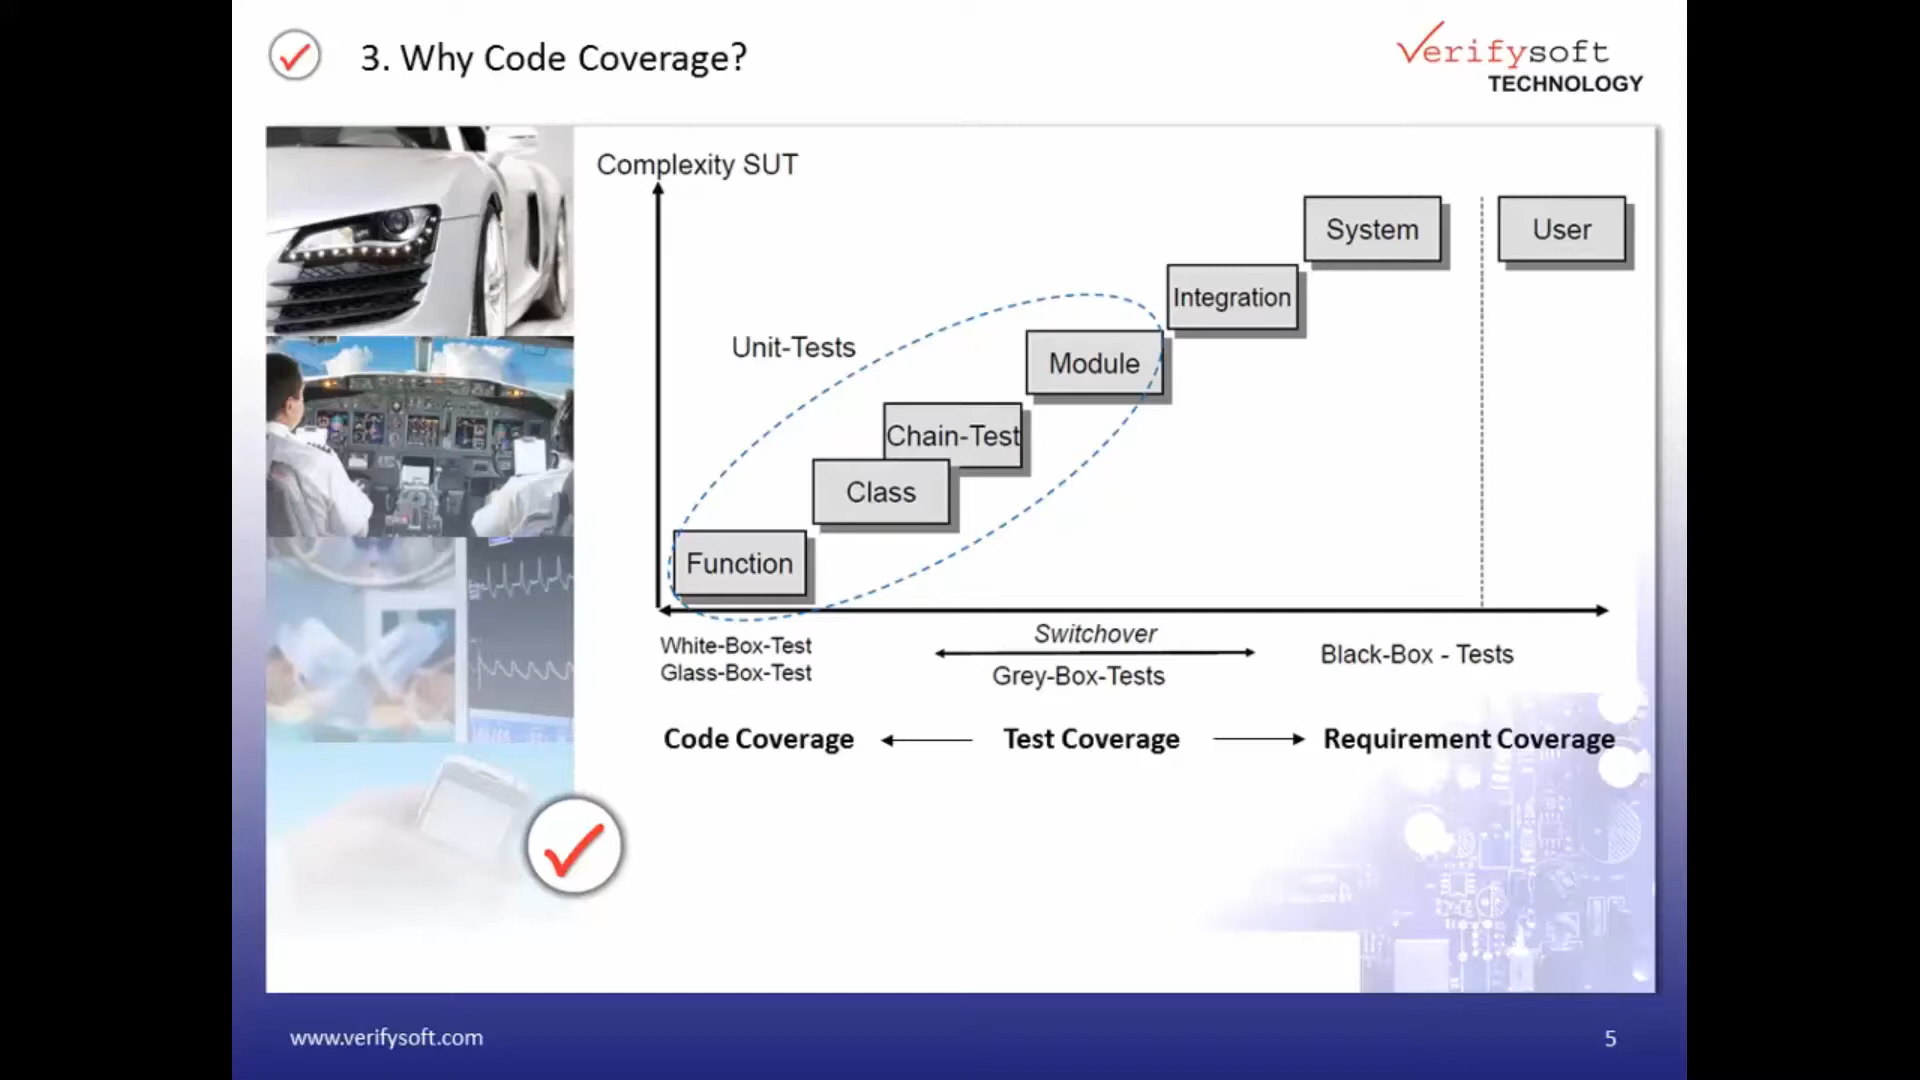 3. Why Code Coverage?
Verifysoft
TECHNOLOGY
Complexity SUT
System
User
Integration
Unit-Tests
Module
Chain-Test
Class
Function
White-Box-Test
Glass-Box-Test
Switchover
Grey-Box-Tests
Black-Box - Tests
Code Coverage
Test Coverage
Requirement Coverage
www.verifysoft.com
5